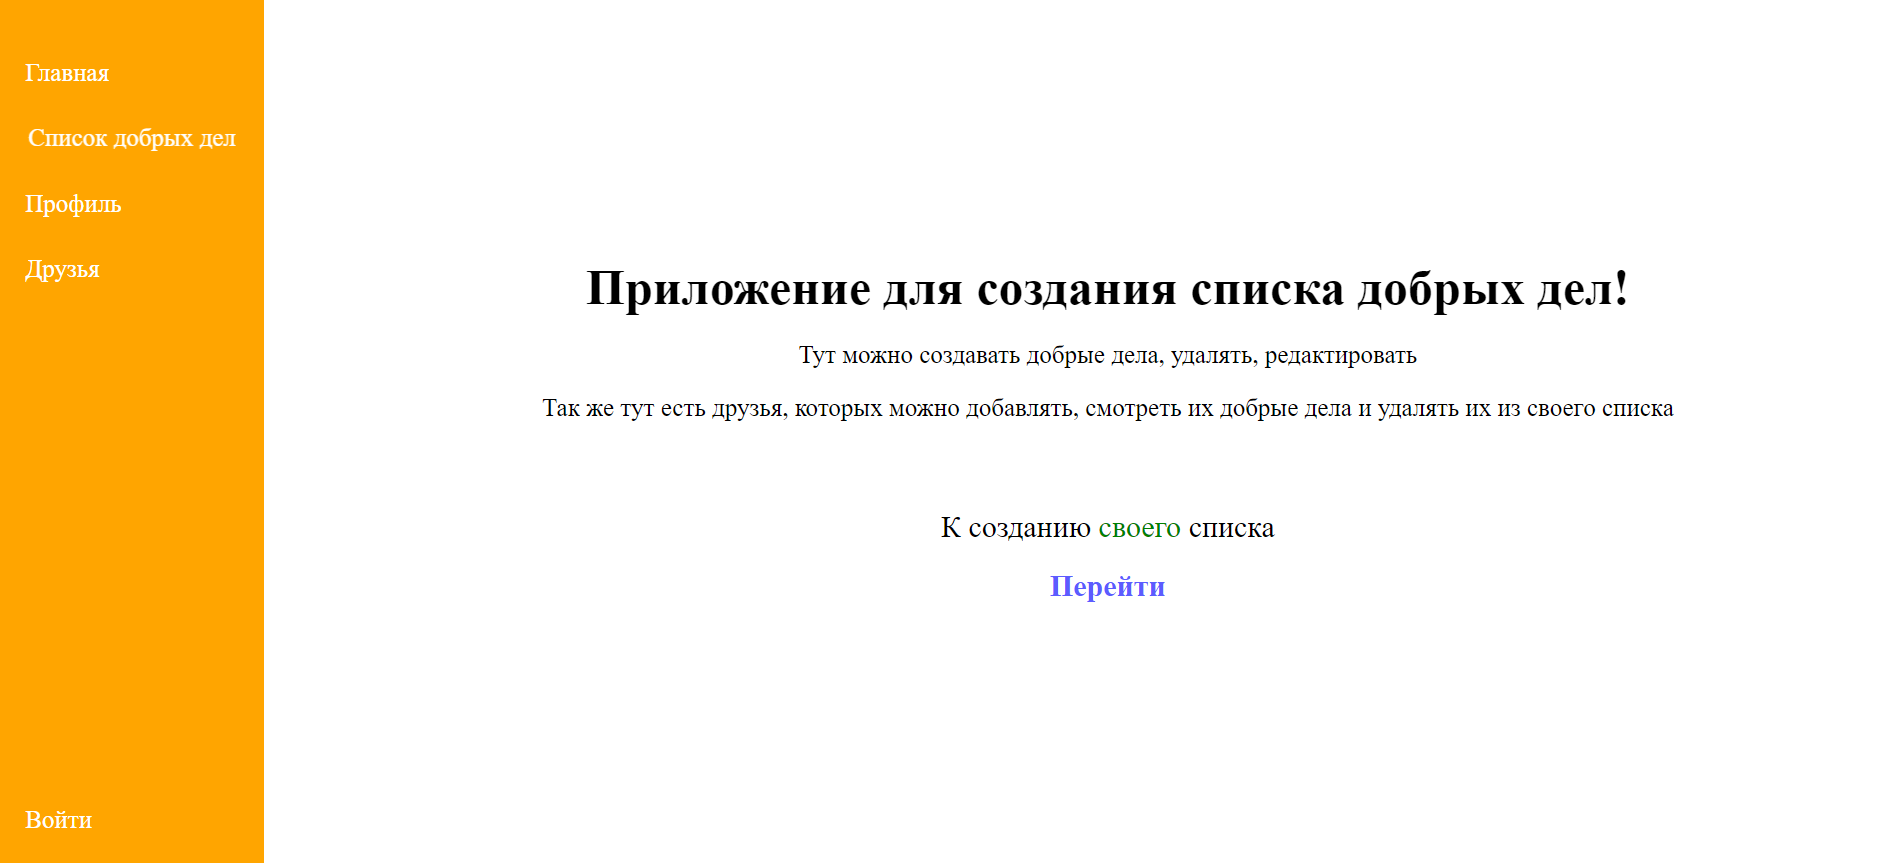 Главная
Список добрых дел
Профиль
Друзья
Войти
Приложение для создания списка добрых дел!
Тут можно создавать добрые дела, удалять, редактировать
Так же тут есть друзья, которых можно добавлять, смотреть их добрые дела и удалять их из своего списка
К созданию своего списка
Перейти